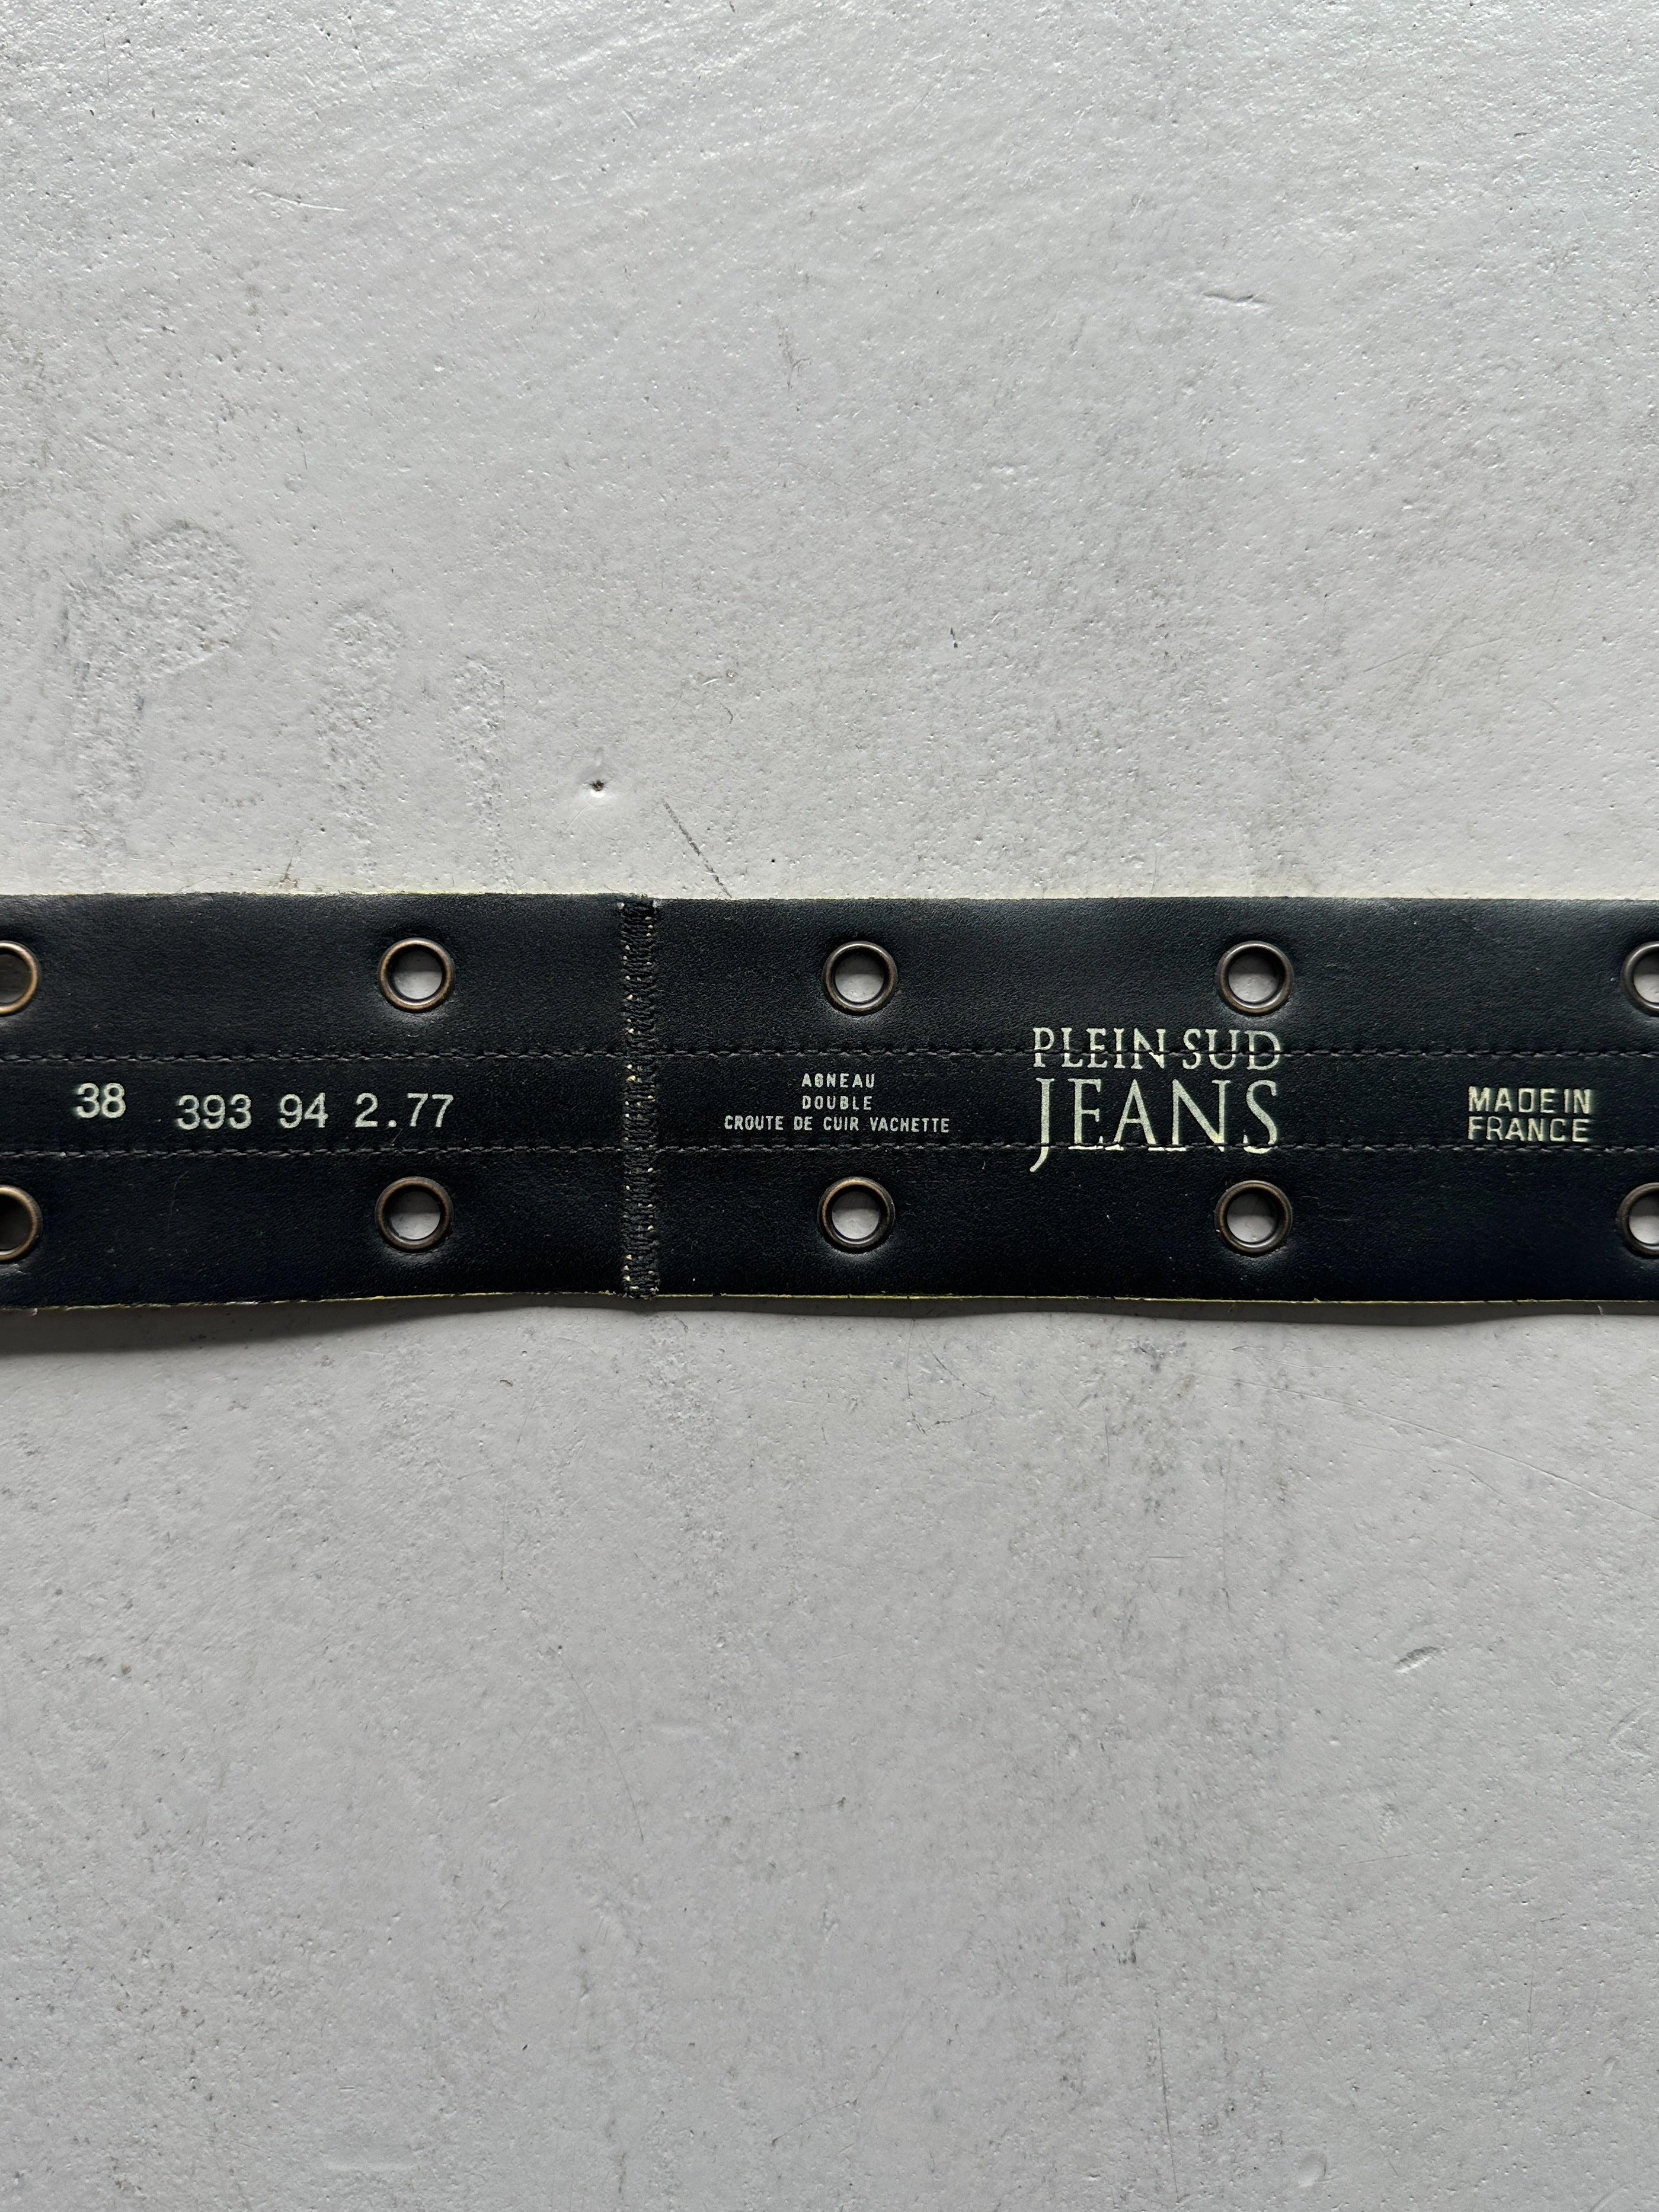 38 393 94 2.77
AGNEAU
DOUBLE
CROUTE DE CUIR VACHETTE
PLEIN SUD
JEANS
MADE IN
FRANCE